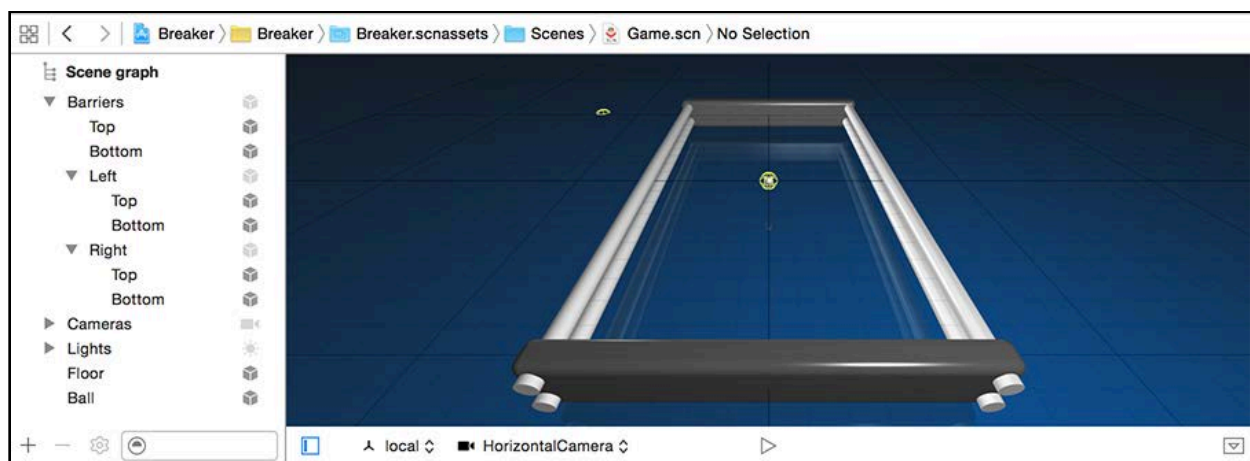 Breaker Breaker Breaker.scnassets Scenes Game.scn No Selection
Scene graph
Barriers
Top
Bottom
Left
Top
Bottom
Right
Top
Bottom
Cameras
Lights
Floor
Ball
local HorizontalCamera